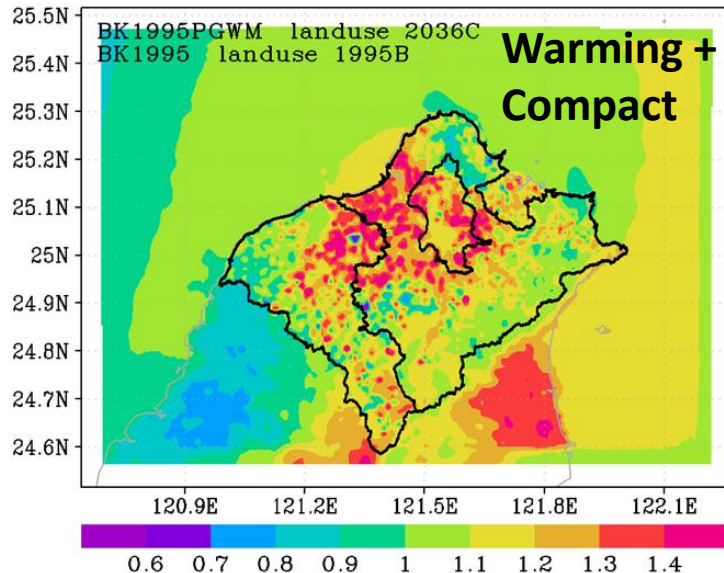 BK1995PGWM landuse 2036C
BK1995 landuse 1995B
Warming +
Compact
25.5N
25.4N
25.3N
25.2N
25.1N
25N
24.9N
24.8N
24.7N
24.6N
120.9E 121.2E 121.5E 121.8E 122.1E
0.6 0.7 0.8 0.9 1 1.1 1.2 1.3 1.4